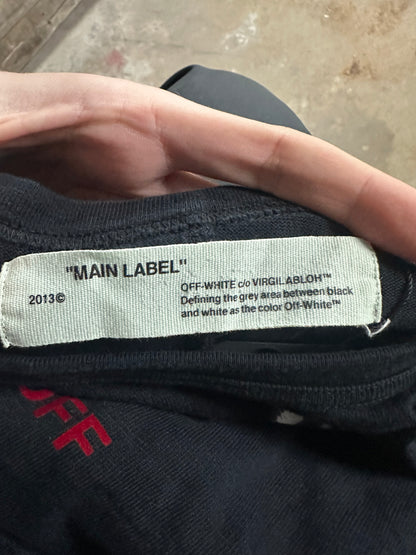 "MAIN LABEL"
2013©
OFF-WHITE c/o VIRGIL ABLOH™
Defining the grey area between black
and white as the color Off-White™
OFF